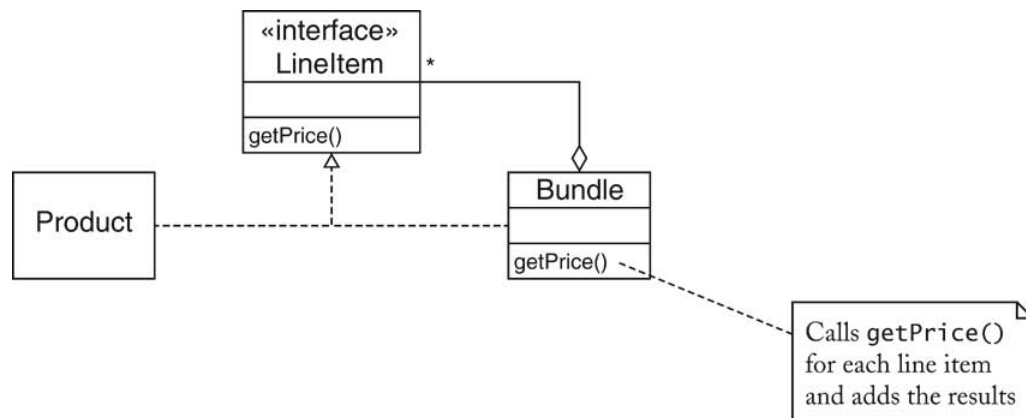 «interface»
LineItem
*
getPrice()
Product
Bundle
getPrice()
Calls getPrice()
for each line item
and adds the results